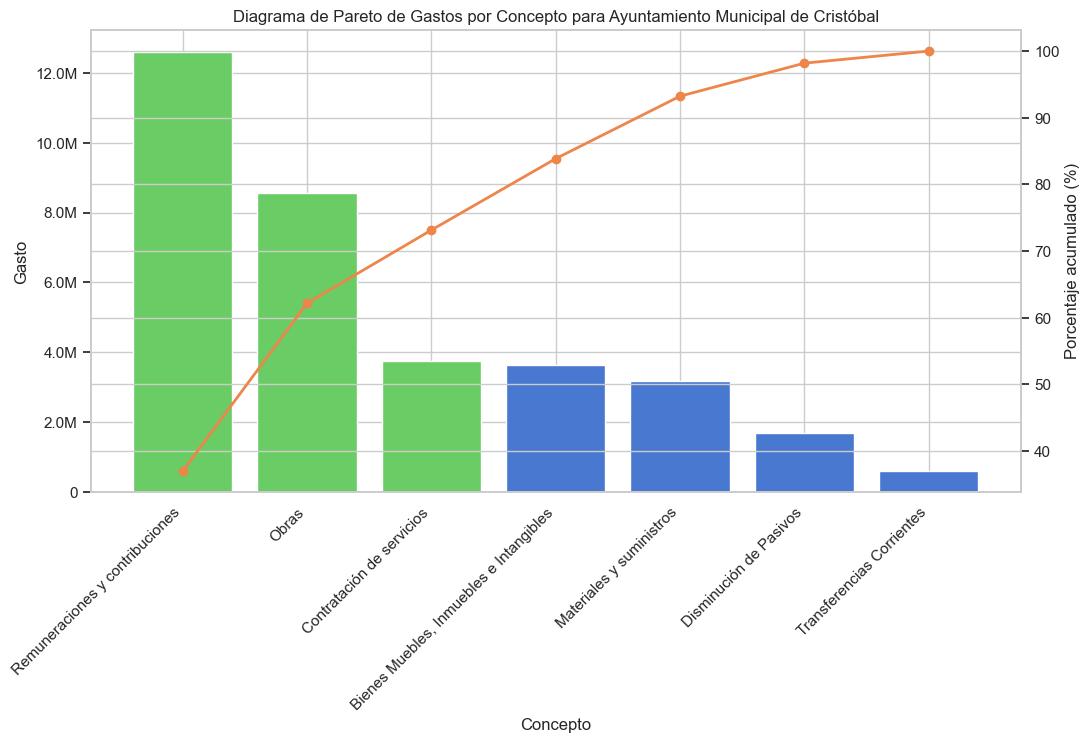 Diagrama de Pareto de Gastos por Concepto para Ayuntamiento Municipal de Cristóbal
Gasto
12.0M
10.0M
8.0M
6.0M
4.0M
2.0M
0
100
90
80
70
60
50
40
Porcentaje acumulado (%)
Remuneraciones y contribuciones
Obras
Contratación de servicios
Bienes Muebles, Inmuebles e Intangibles
Materiales y suministros
Disminución de Pasivos
Transferencias Corrientes
Concepto